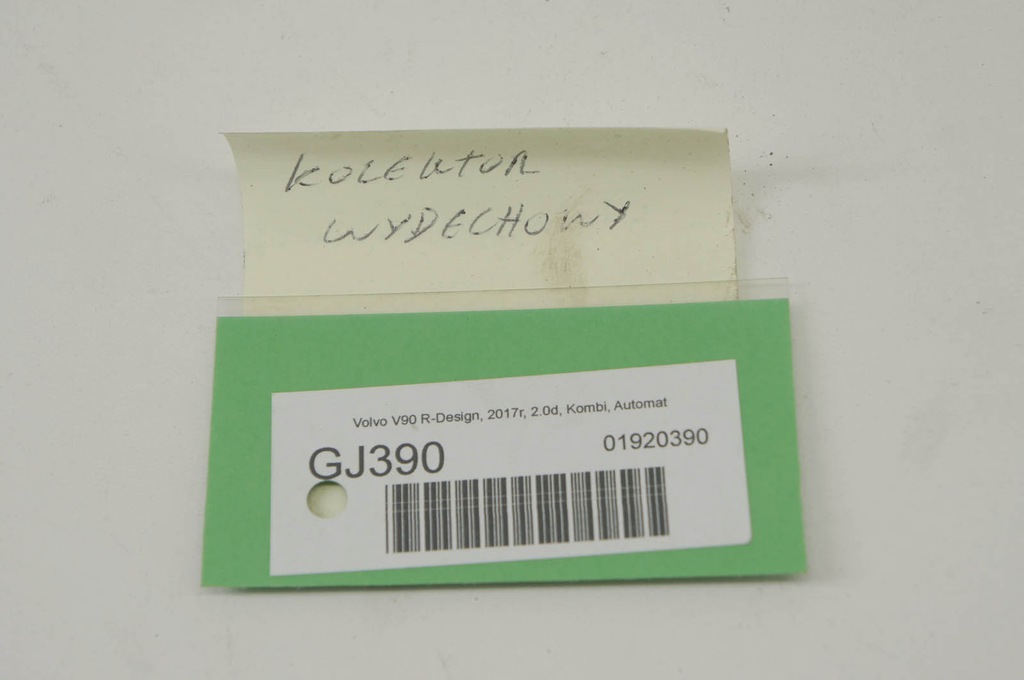 KOLEKTOR
WYDECHOWY
Volvo V90 R-Design, 2017r, 2.0d, Kombi, Automat
GJ390
01920390